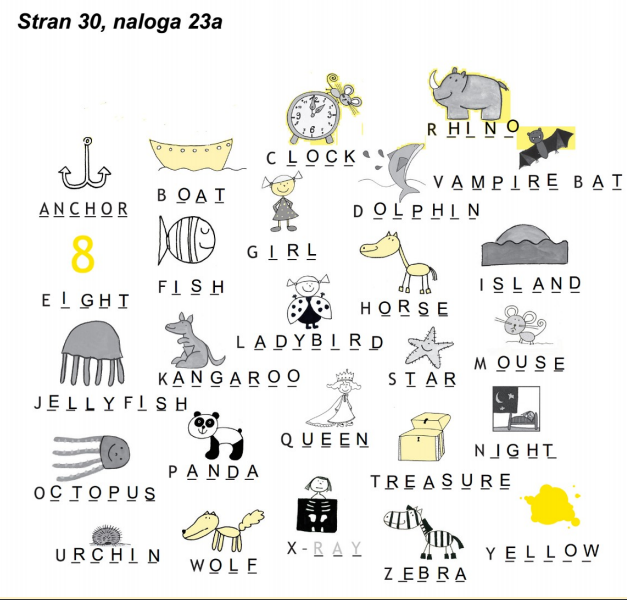 Stran 30, naloga 23a
CLOCK
RHINO
ANCHOR
BOAT
DOLPHIN
VAMPIRE BAT
8
EIGHT
FISH
GIRL
HORSE
ISLAND
JELLYFISH
KANGAROO
LADYBIRD
STAR
MOUSE
OCTOPUS
PANDA
QUEEN
TREASURE
NIGHT
URCHIN
WOLF
X-RAY
ZEBRA
YELLOW